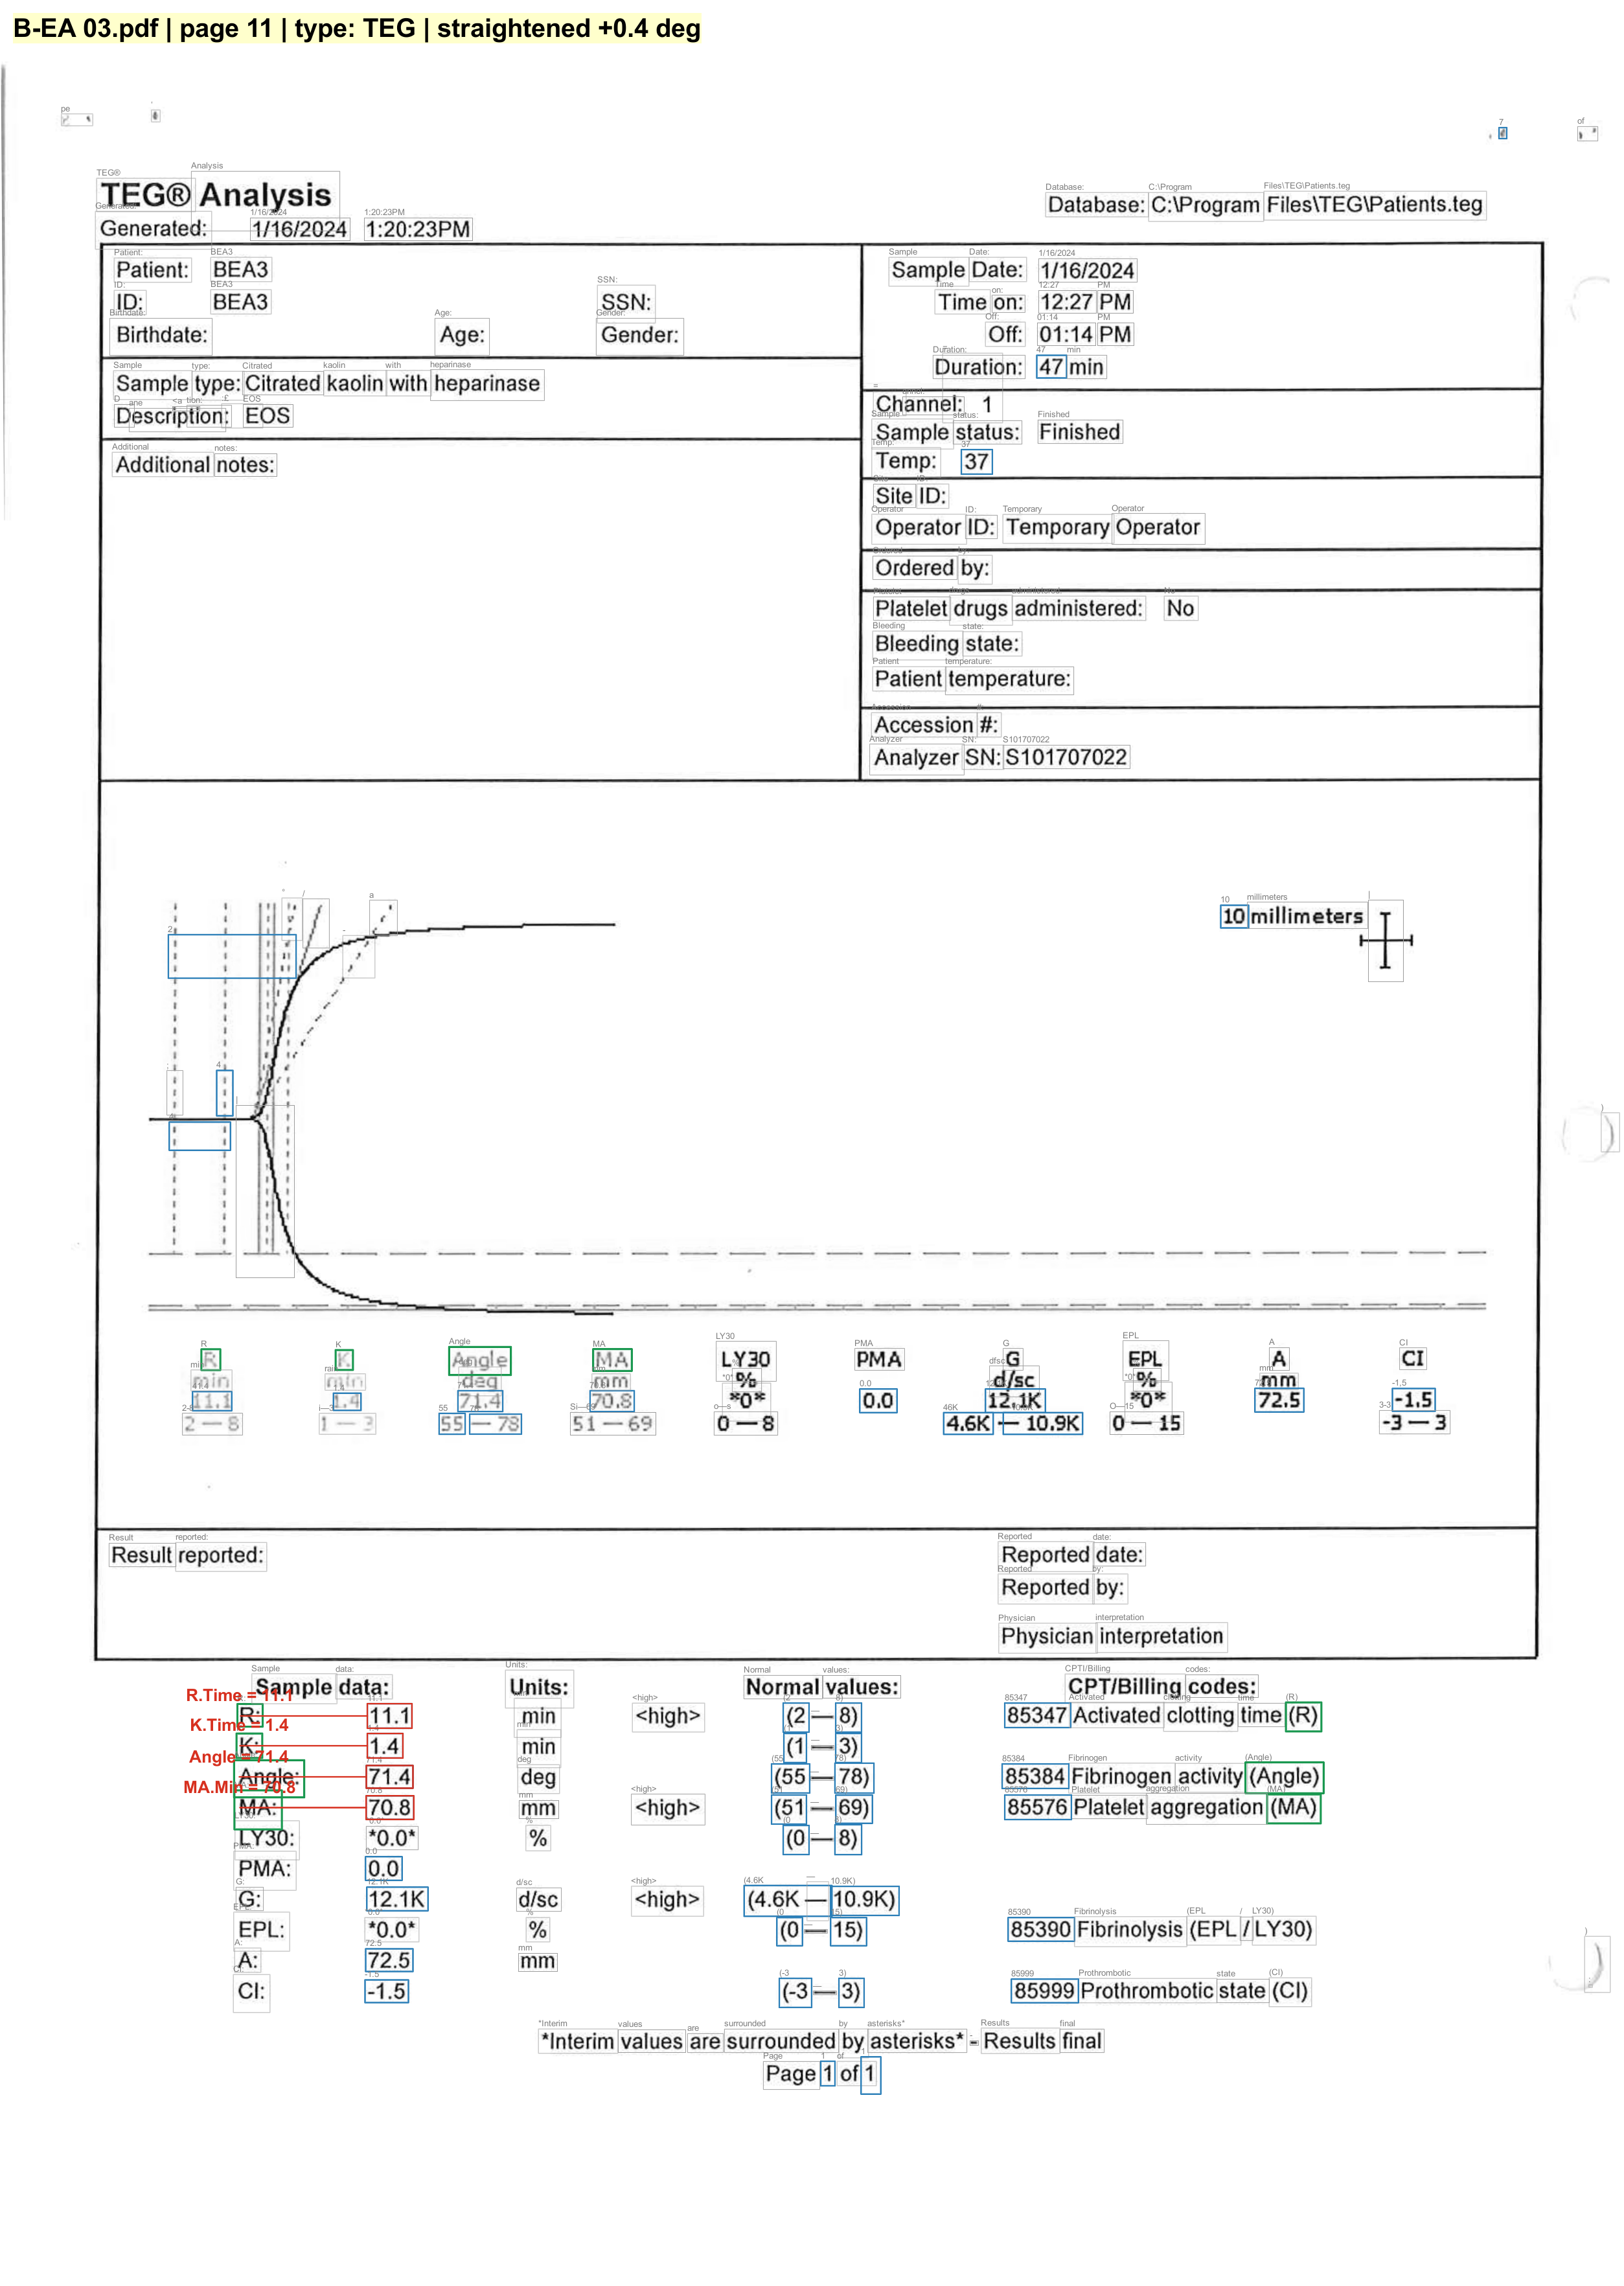 B-EA 03.pdf | page 11 | type: TEG | straightened +0.4 deg
TEG® Analysis
Database: C:\Program Files\TEG\Patients.teg
Generated: 1/16/2024 1:20:23PM
Patient: BEA3
ID: BEA3
SSN:
Birthdate: Age: Gender:
Sample type: Citrated kaolin with heparinase
Description: EOS
Additional notes:
Sample Date: 1/16/2024
Time on: 12:27 PM
Off: 01:14 PM
Duration: 47 min
Channel: 1
Sample status: Finished
Temp: 37
Site ID:
Operator ID: Temporary Operator
Ordered by:
Platelet drugs administered: No
Bleeding state:
Patient temperature:
Accession #:
Analyzer SN: S101707022
10 millimeters
R K Angle MA LY30 PMA G EPL A CI
min min deg mm % d/sc % mm
11.1 1.4 71.4 70.8 *0* 0.0 12.1K *0* 72.5 -1.5
2 — 8 1 — 3 55 — 78 51 — 69 0 — 8 4.6K — 10.9K 0 — 15 -3 — 3
Result reported:
Reported date:
Reported by:
Physician interpretation
Sample data: Units: Normal values: CPT/Billing codes:
R.Time = 11.1
R: 11.1 min <high> (2 — 8) 85347 Activated clotting time (R)
K.Time = 1.4
K: 1.4 min (1 — 3)
Angle = 71.4
Angle: 71.4 deg (55 — 78) 85384 Fibrinogen activity (Angle)
MA.Min = 70.8
MA: 70.8 mm <high> (51 — 69) 85576 Platelet aggregation (MA)
LY30: *0.0* % (0 — 8)
PMA: 0.0
G: 12.1K d/sc <high> (4.6K — 10.9K)
EPL: *0.0* % (0 — 15) 85390 Fibrinolysis (EPL / LY30)
A: 72.5 mm
CI: -1.5 (-3 — 3) 85999 Prothrombotic state (CI)
*Interim values are surrounded by asterisks* - Results final
Page 1 of 1